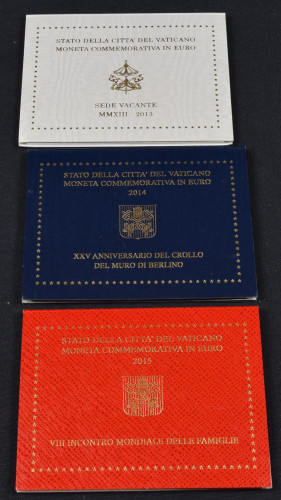 STATO DELLA CITTA' DEL VATICANO
MONETA COMMEMORATIVA IN EURO
SEDE VACANTE
MMXIII 2013
STATO DELLA CITTA' DEL VATICANO
MONETA COMMEMORATIVA IN EURO
2014
XXV ANNIVERSARIO DEL CROLLO
DEL MURO DI BERLINO
STATO DELLA CITTA' DEL VATICANO
MONETA COMMEMORATIVA IN EURO
2015
VIII INCONTRO MONDIALE DELLE FAMIGLIE